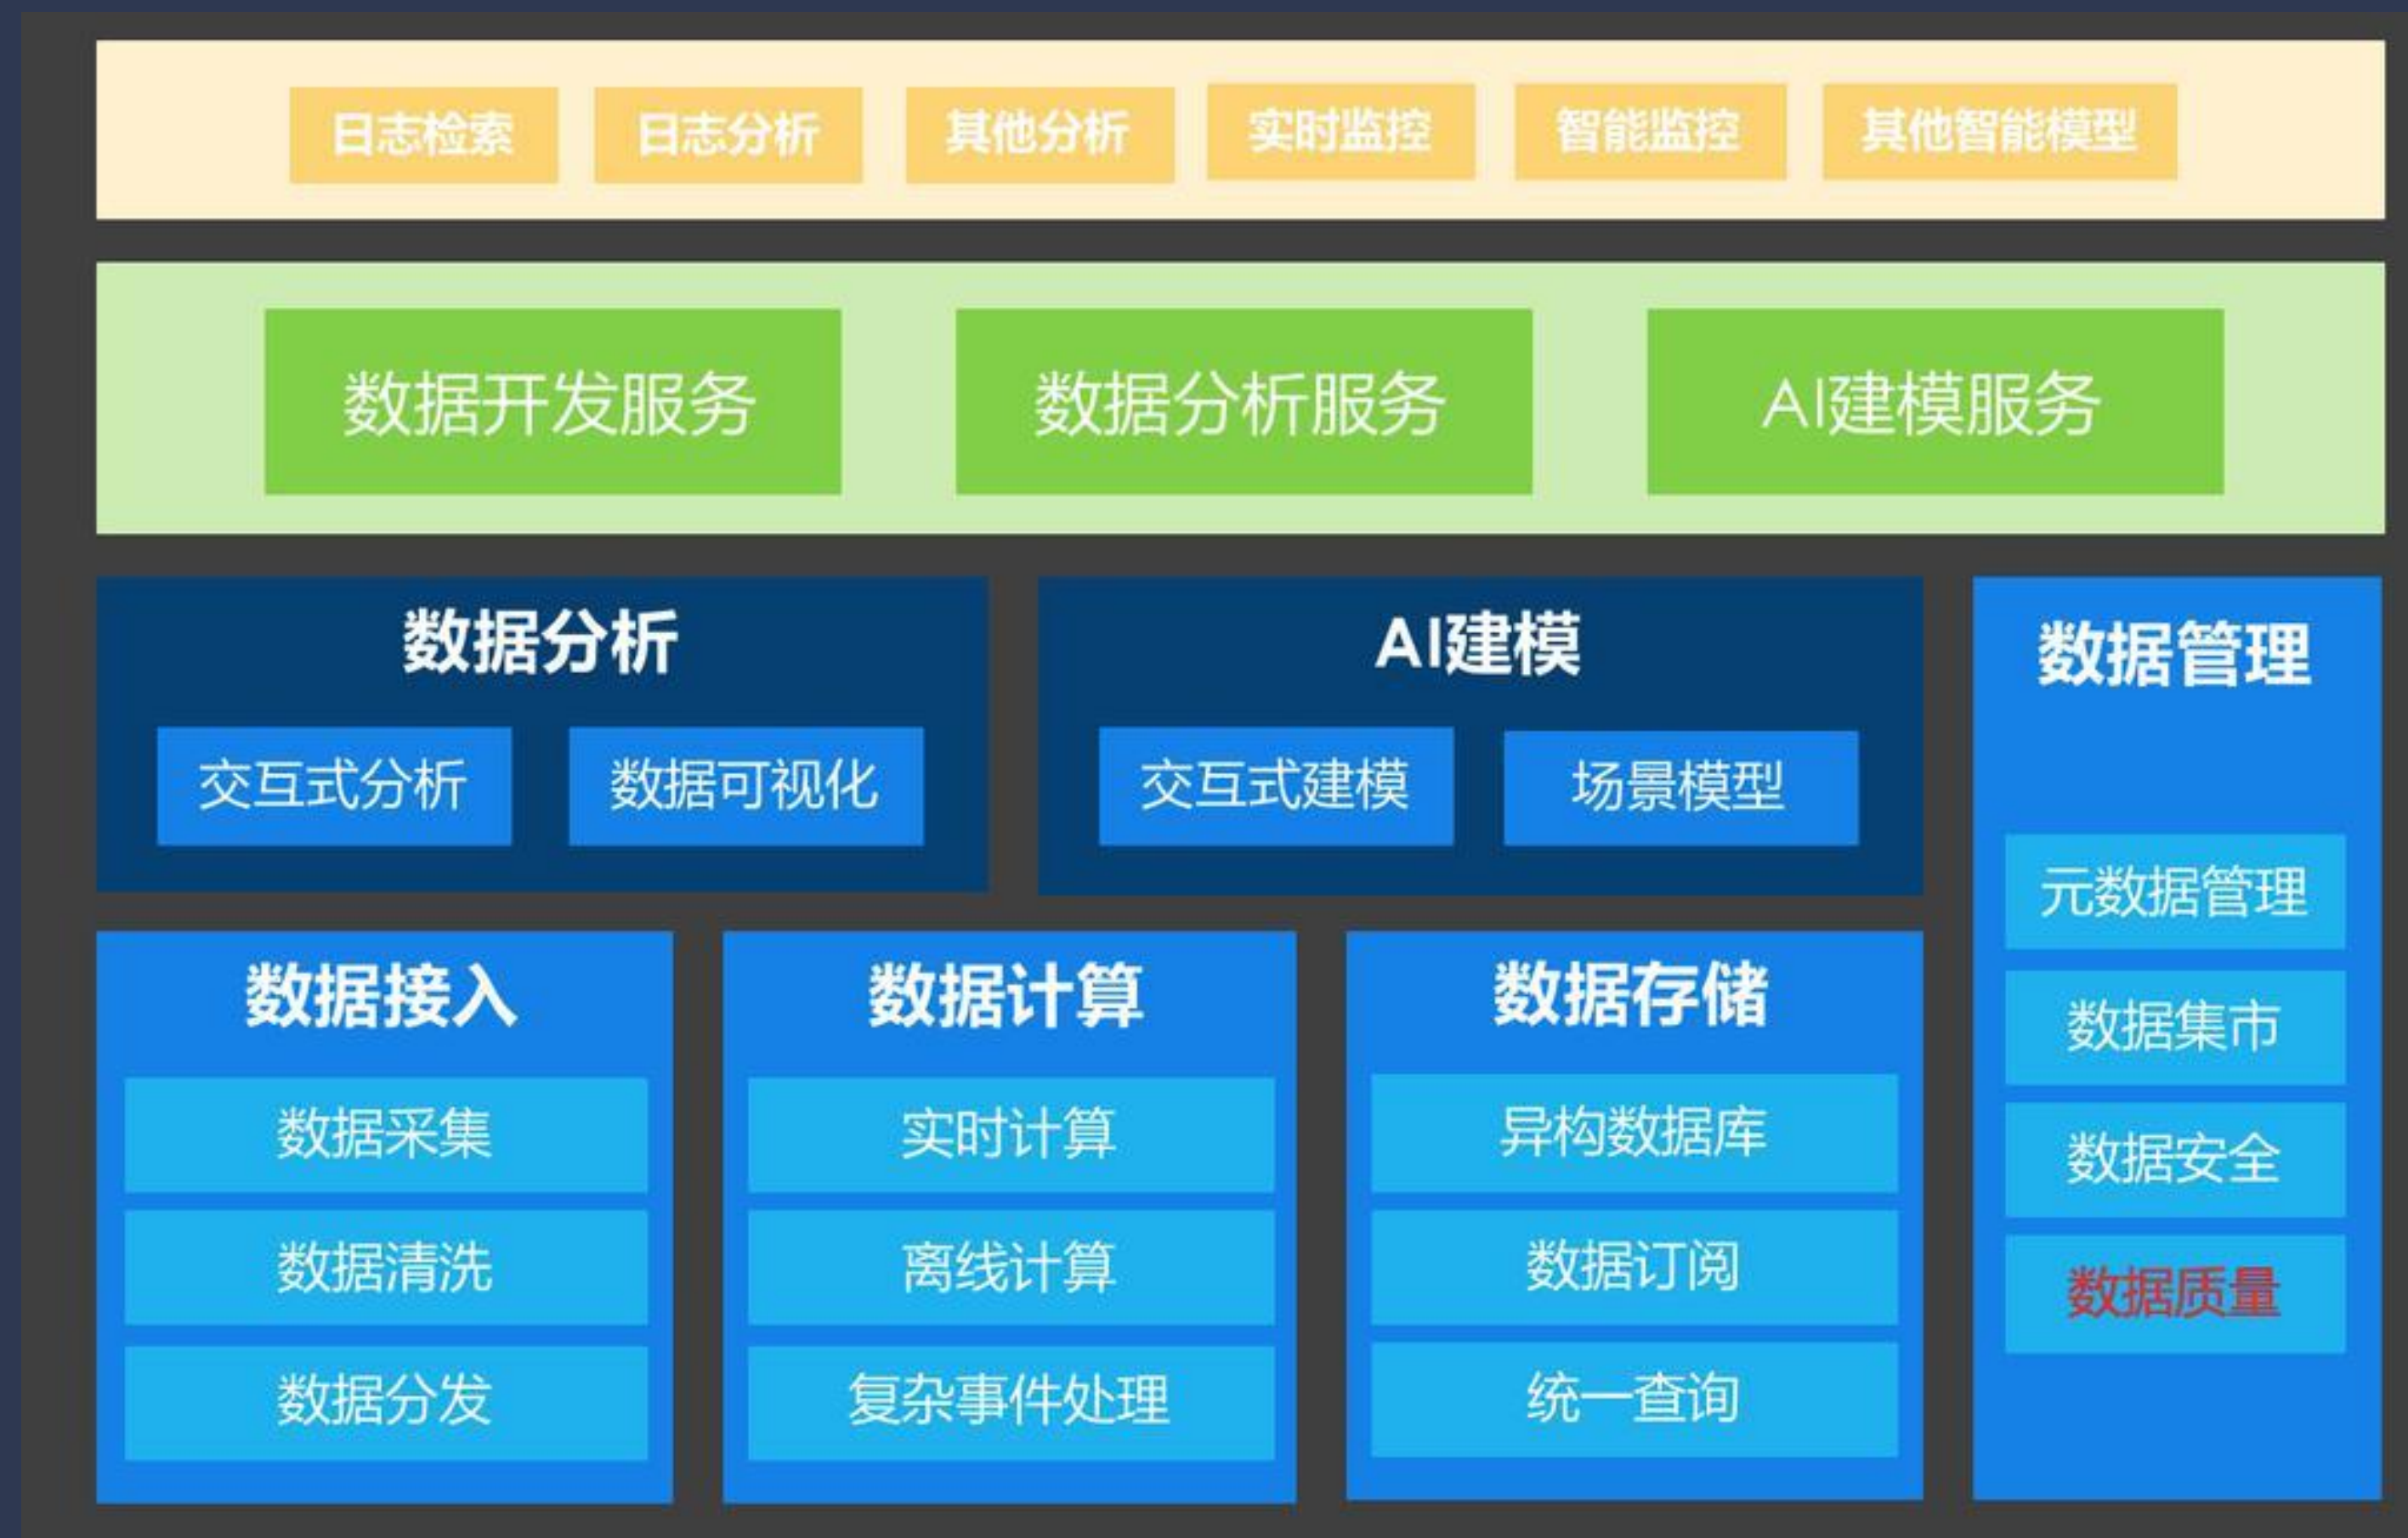 日志检索
日志分析
其他分析
实时监控
智能监控
其他智能模型
数据开发服务
数据分析服务
AI建模服务
数据分析
交互式分析
数据可视化
AI建模
交互式建模
场景模型
数据管理
元数据管理
数据集市
数据安全
数据质量
数据接入
数据采集
数据清洗
数据分发
数据计算
实时计算
离线计算
复杂事件处理
数据存储
异构数据库
数据订阅
统一查询